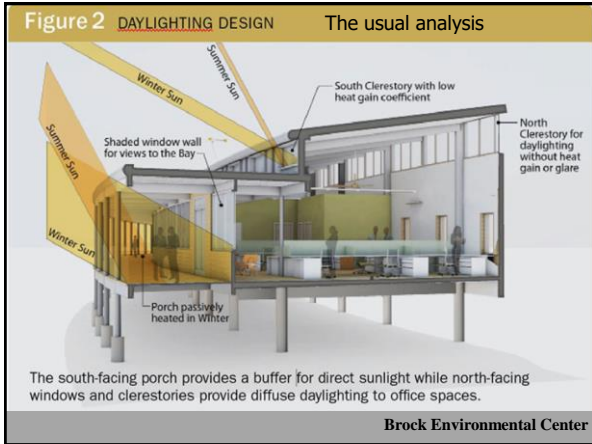 Figure 2 DAYLIGHTING DESIGN The usual analysis
Winter Sun
Summer Sun
South Clerestory with low
heat gain coefficient
North
Clerestory for
daylighting
without heat
gain or glare
Shaded window wall
for views to the Bay
Summer Sun
Winter Sun
Porch passively
heated in Winter
The south-facing porch provides a buffer for direct sunlight while north-facing
windows and clerestories provide diffuse daylighting to office spaces.
Brock Environmental Center